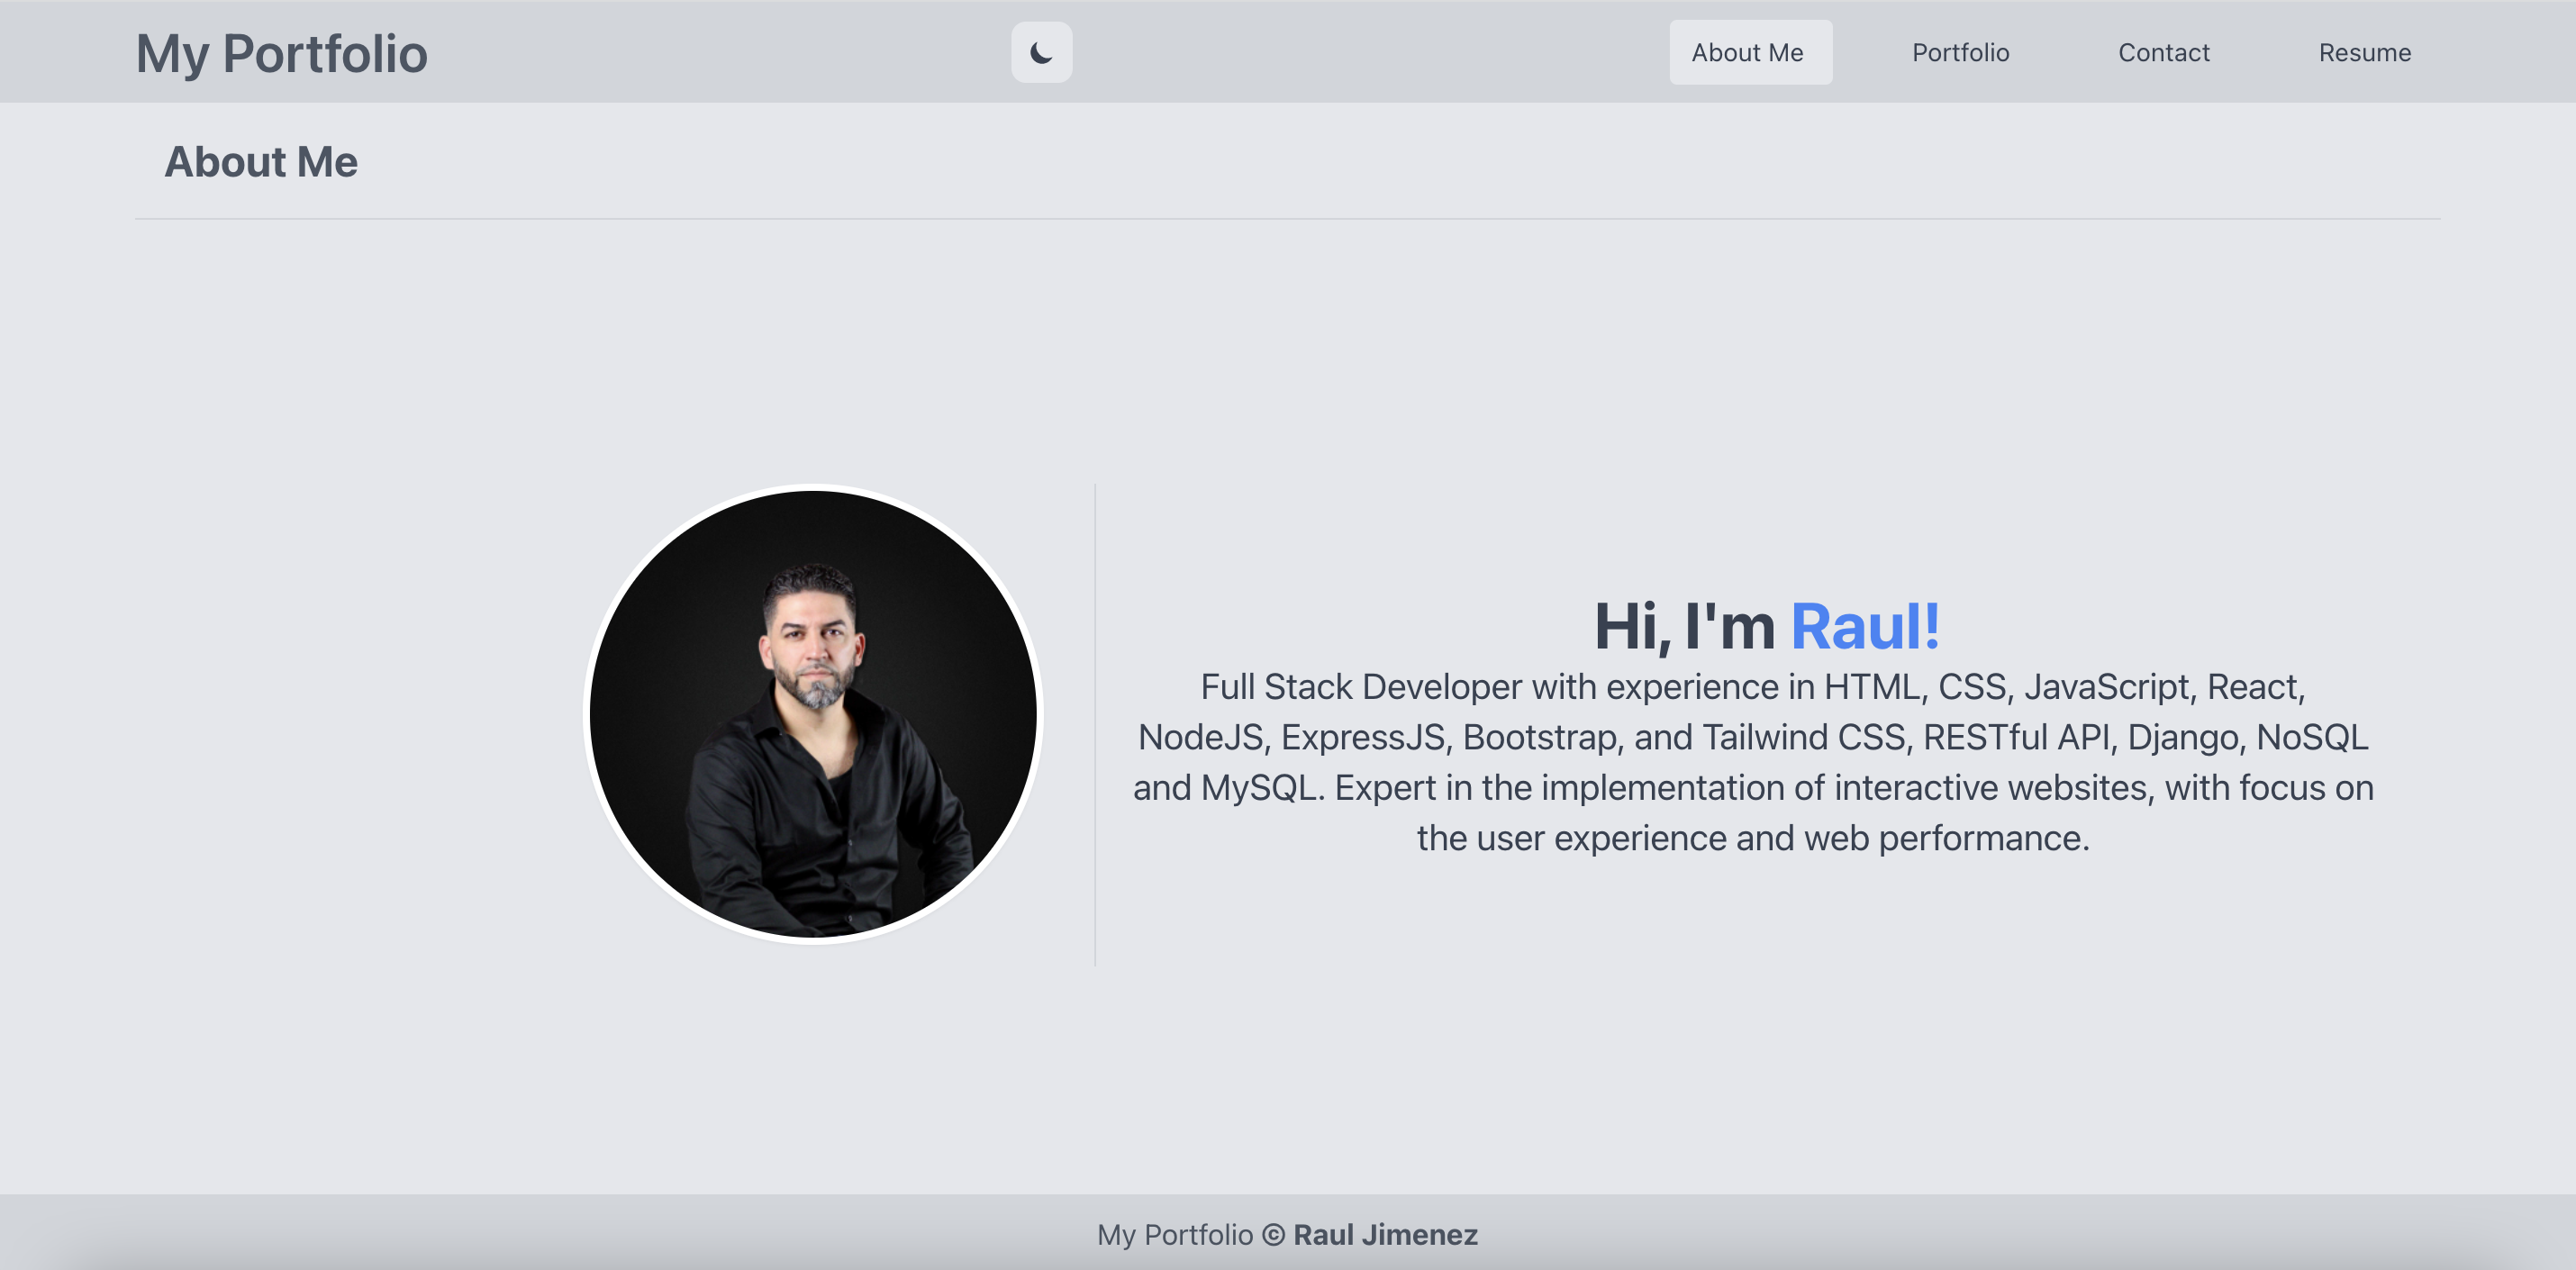 My Portfolio
About Me
Portfolio
Contact
Resume
About Me
Hi, I'm Raul!
Full Stack Developer with experience in HTML, CSS, JavaScript, React,
NodeJS, ExpressJS, Bootstrap, and Tailwind CSS, RESTful API, Django, NoSQL
and MySQL. Expert in the implementation of interactive websites, with focus on
the user experience and web performance.
My Portfolio © Raul Jimenez